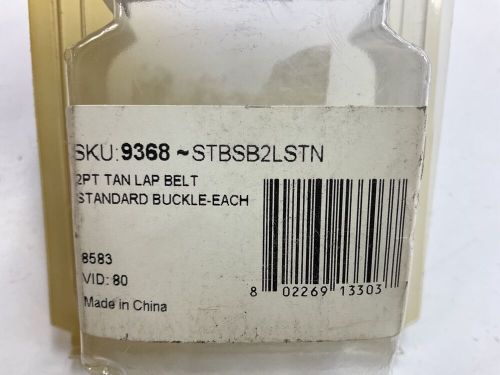 SKU:9368 ~STBSB2LSTN
2PT TAN LAP BELT
STANDARD BUCKLE-EACH
8583
VID: 80
Made in China
8 02269 13303